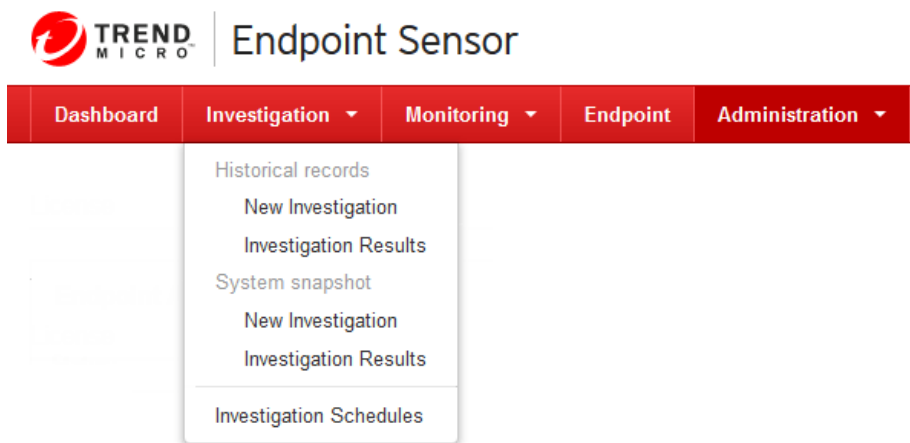 TREND MICRO™ Endpoint Sensor
Dashboard Investigation Monitoring Endpoint Administration
Historical records
New Investigation
Investigation Results
System snapshot
New Investigation
Investigation Results
Investigation Schedules